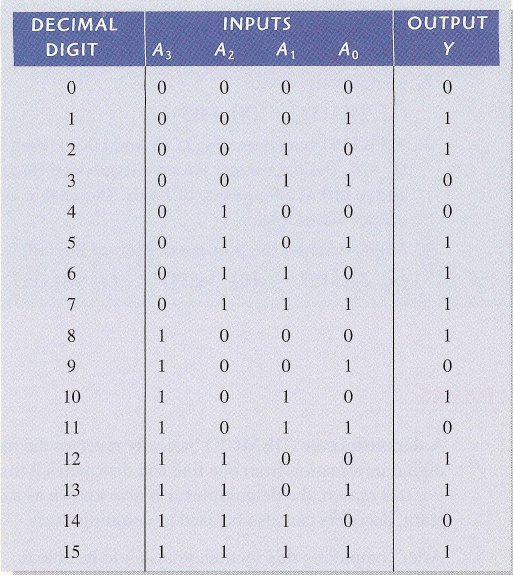 DECIMAL INPUTS OUTPUT
DIGIT A3 A2 A1 A0 Y
0 0 0 0 0 0
1 0 0 0 1 1
2 0 0 1 0 1
3 0 0 1 1 0
4 0 1 0 0 0
5 0 1 0 1 1
6 0 1 1 0 1
7 0 1 1 1 1
8 1 0 0 0 1
9 1 0 0 1 0
10 1 0 1 0 1
11 1 0 1 1 0
12 1 1 0 0 1
13 1 1 0 1 1
14 1 1 1 0 0
15 1 1 1 1 1